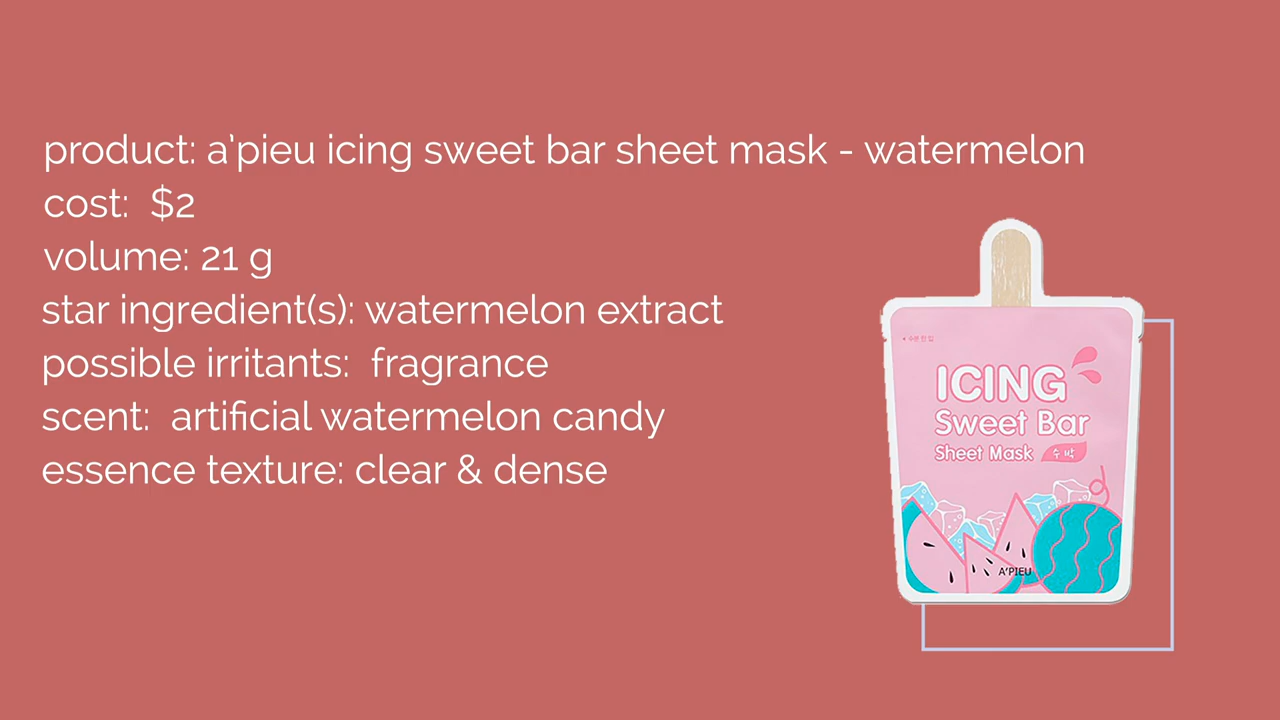 product: a'pieu icing sweet bar sheet mask - watermelon
cost: $2
volume: 21 g
star ingredient(s): watermelon extract
possible irritants: fragrance
scent: artificial watermelon candy
essence texture: clear & dense
ICING
Sweet Bar
Sheet Mask 수박
A'PIEU